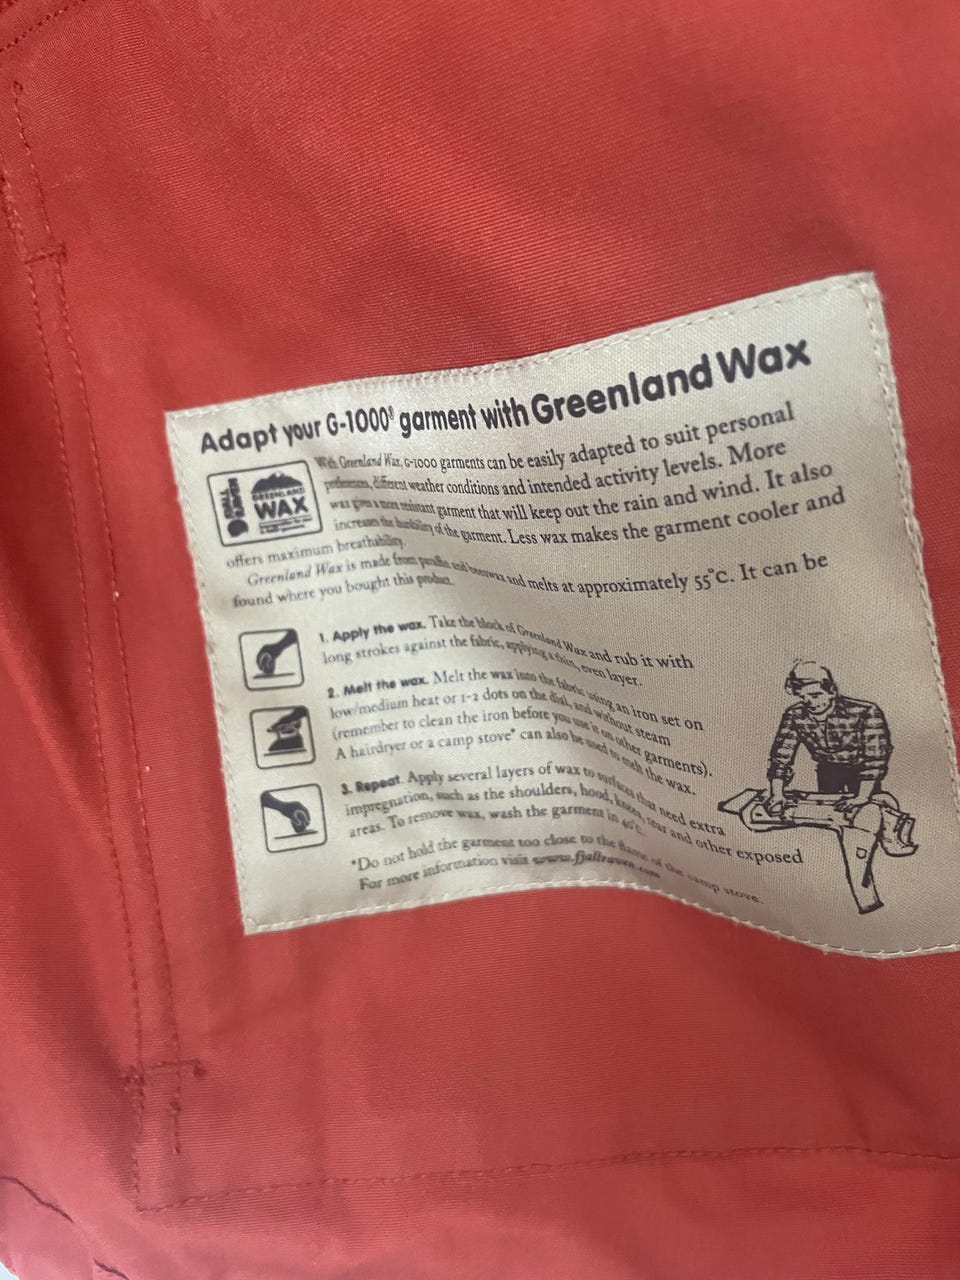 Adapt your G-1000® garment with Greenland Wax
GREENLAND
WAX
With Greenland Wax, G-1000 garments can be easily adapted to suit personal
preferences, different weather conditions and intended activity levels. More
wax gives a more resistant garment that will keep out the rain and wind. It also
increases the durability of the garment. Less wax makes the garment cooler and
offers maximum breathability.
Greenland Wax is made from paraffin and beeswax and melts at approximately 55°C. It can be
found where you bought this product.
1. Apply the wax. Take the block of Greenland Wax and rub it with
long strokes against the fabric, applying a thin, even layer.
2. Melt the wax. Melt the wax into the fabric using an iron set on
low/medium heat or 1-2 dots on the dial, and without steam
(remember to clean the iron before you use it on other garments).
A hairdryer or a camp stove* can also be used to melt the wax.
3. Repeat. Apply several layers of wax to surfaces that need extra
impregnation, such as the shoulders, hood, knees, rear and other exposed
areas. To remove wax, wash the garment in 40°C.
*Do not hold the garment too close to the flame of the camp stove.
For more information visit www.fjallraven.com